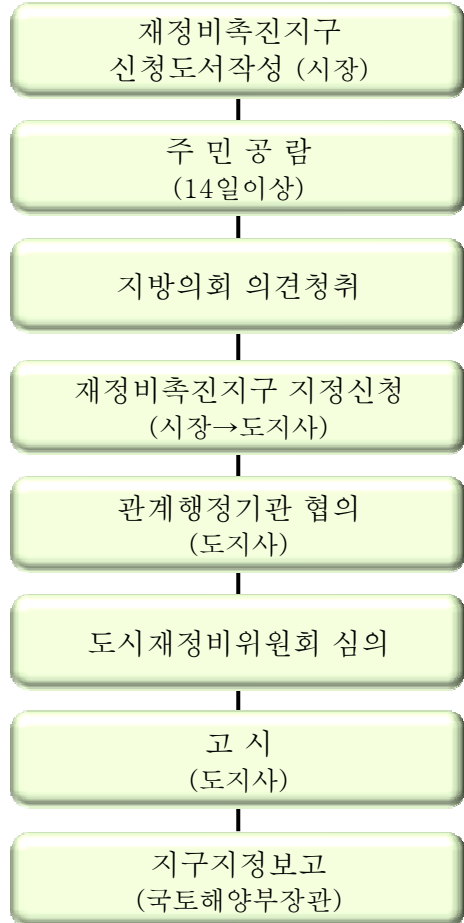 재정비촉진지구
신청도서작성 (시장)
주 민 공 람
(14일이상)
지방의회 의견청취
재정비촉진지구 지정신청
(시장→도지사)
관계행정기관 협의
(도지사)
도시재정비위원회 심의
고 시
(도지사)
지구지정보고
(국토해양부장관)